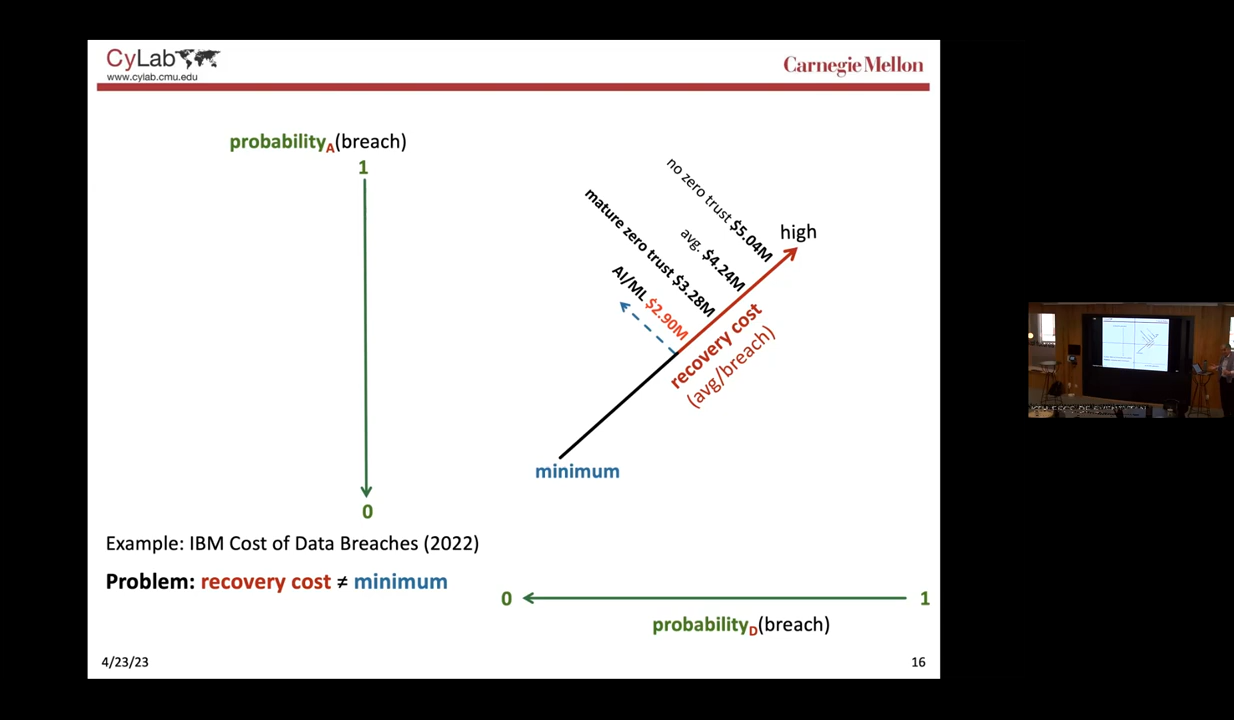 CyLab
www.cylab.cmu.edu
Carnegie Mellon
probabilityA(breach)
1
0
no zero trust $5.04M
avg. $4.24M
mature zero trust $3.28M
AI/ML $2.90M
high
recovery cost
(avg/breach)
minimum
Example: IBM Cost of Data Breaches (2022)
Problem: recovery cost ≠ minimum
0
1
probabilityD(breach)
4/23/23
16